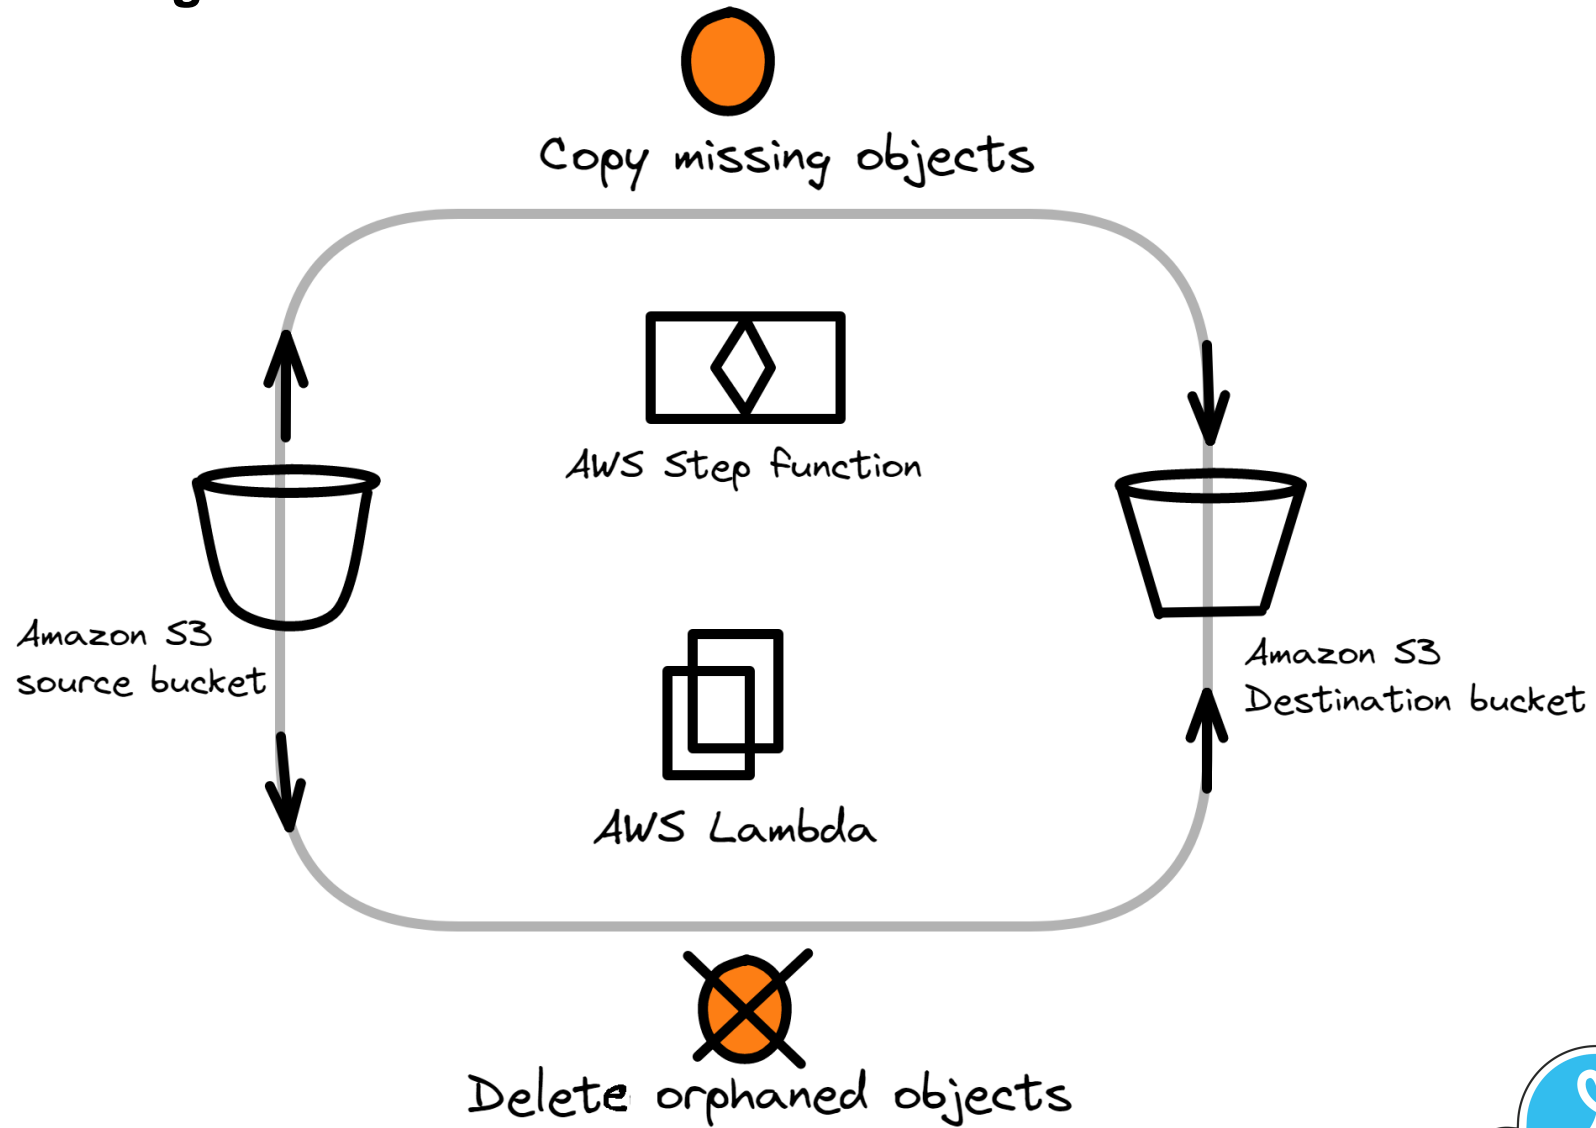 Copy missing objects
AWS Step function
Amazon S3
source bucket
Amazon S3
Destination bucket
AWS Lambda
Delete orphaned objects